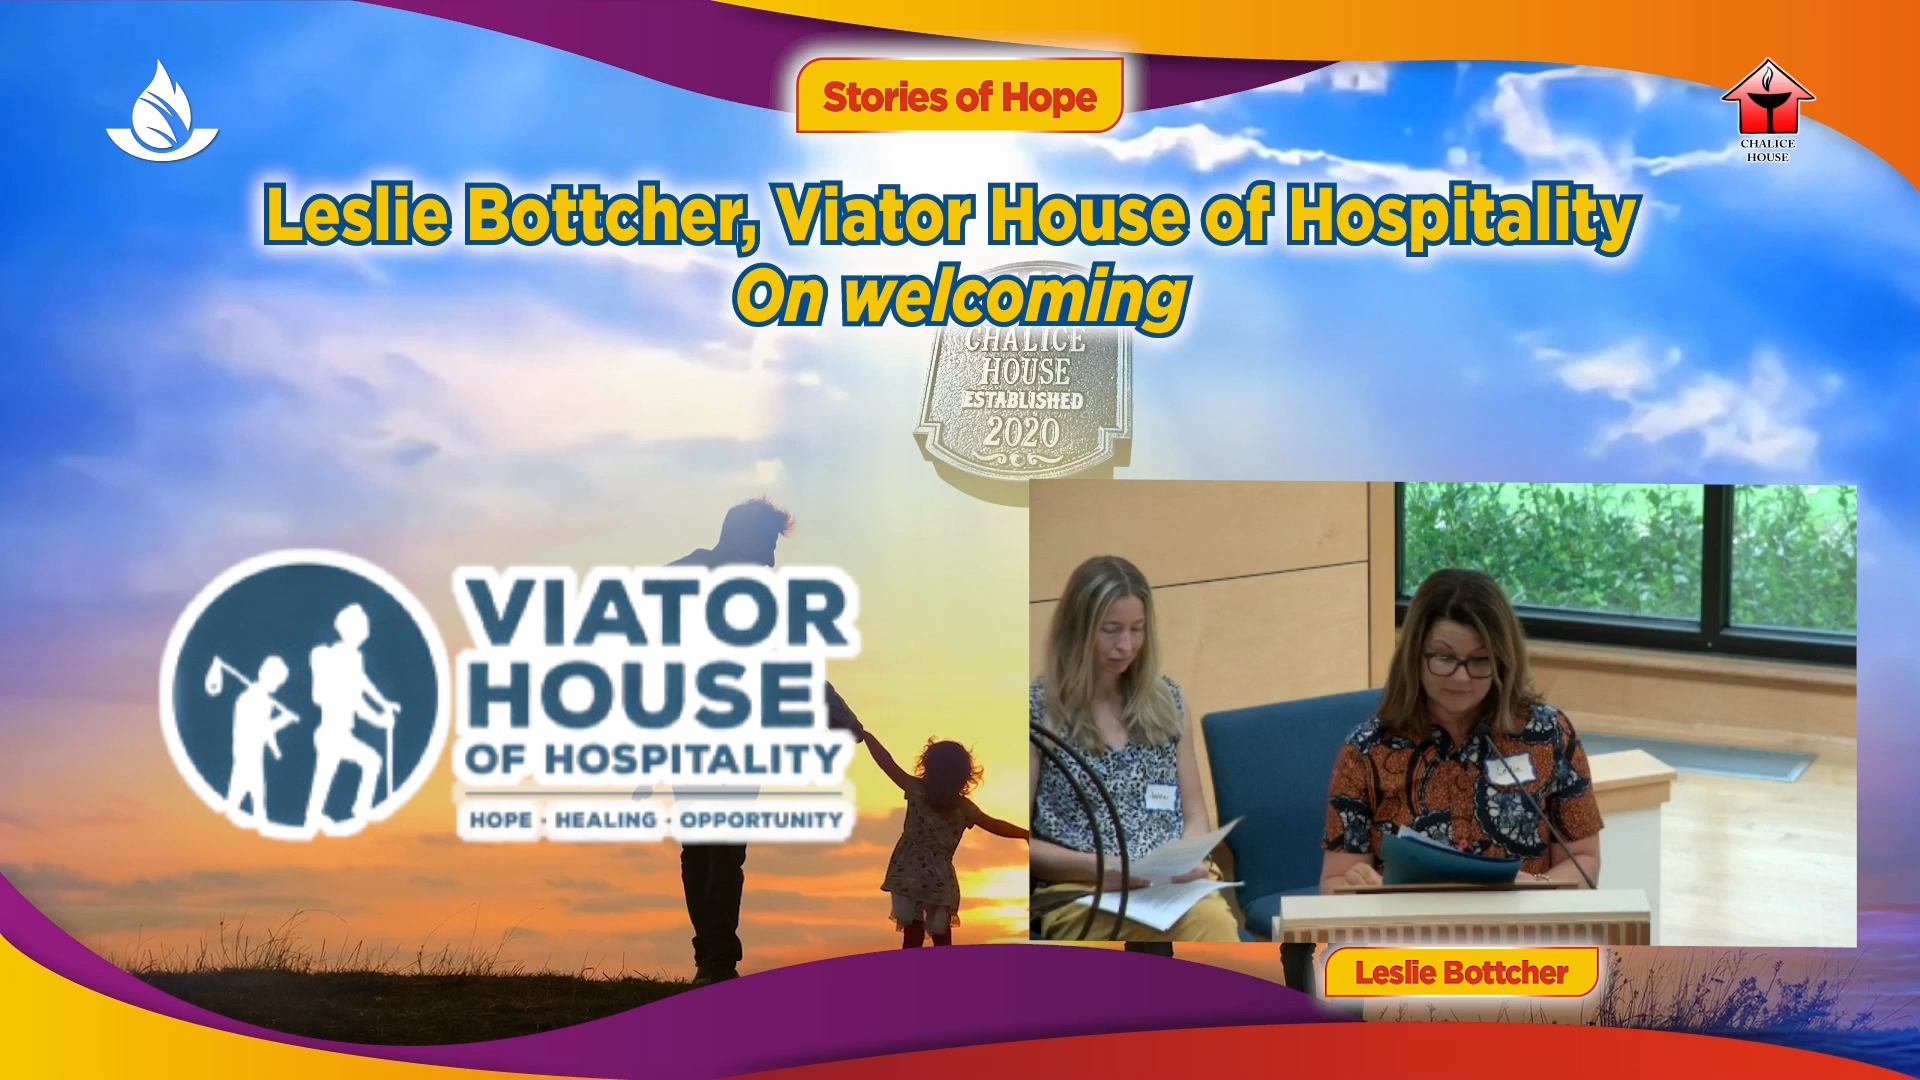 Stories of Hope
CHALICE
HOUSE
Leslie Bottcher, Viator House of Hospitality
On welcoming
CHALICE
HOUSE
ESTABLISHED
2020
VIATOR
HOUSE
OF HOSPITALITY
HOPE · HEALING · OPPORTUNITY
Leslie Bottcher